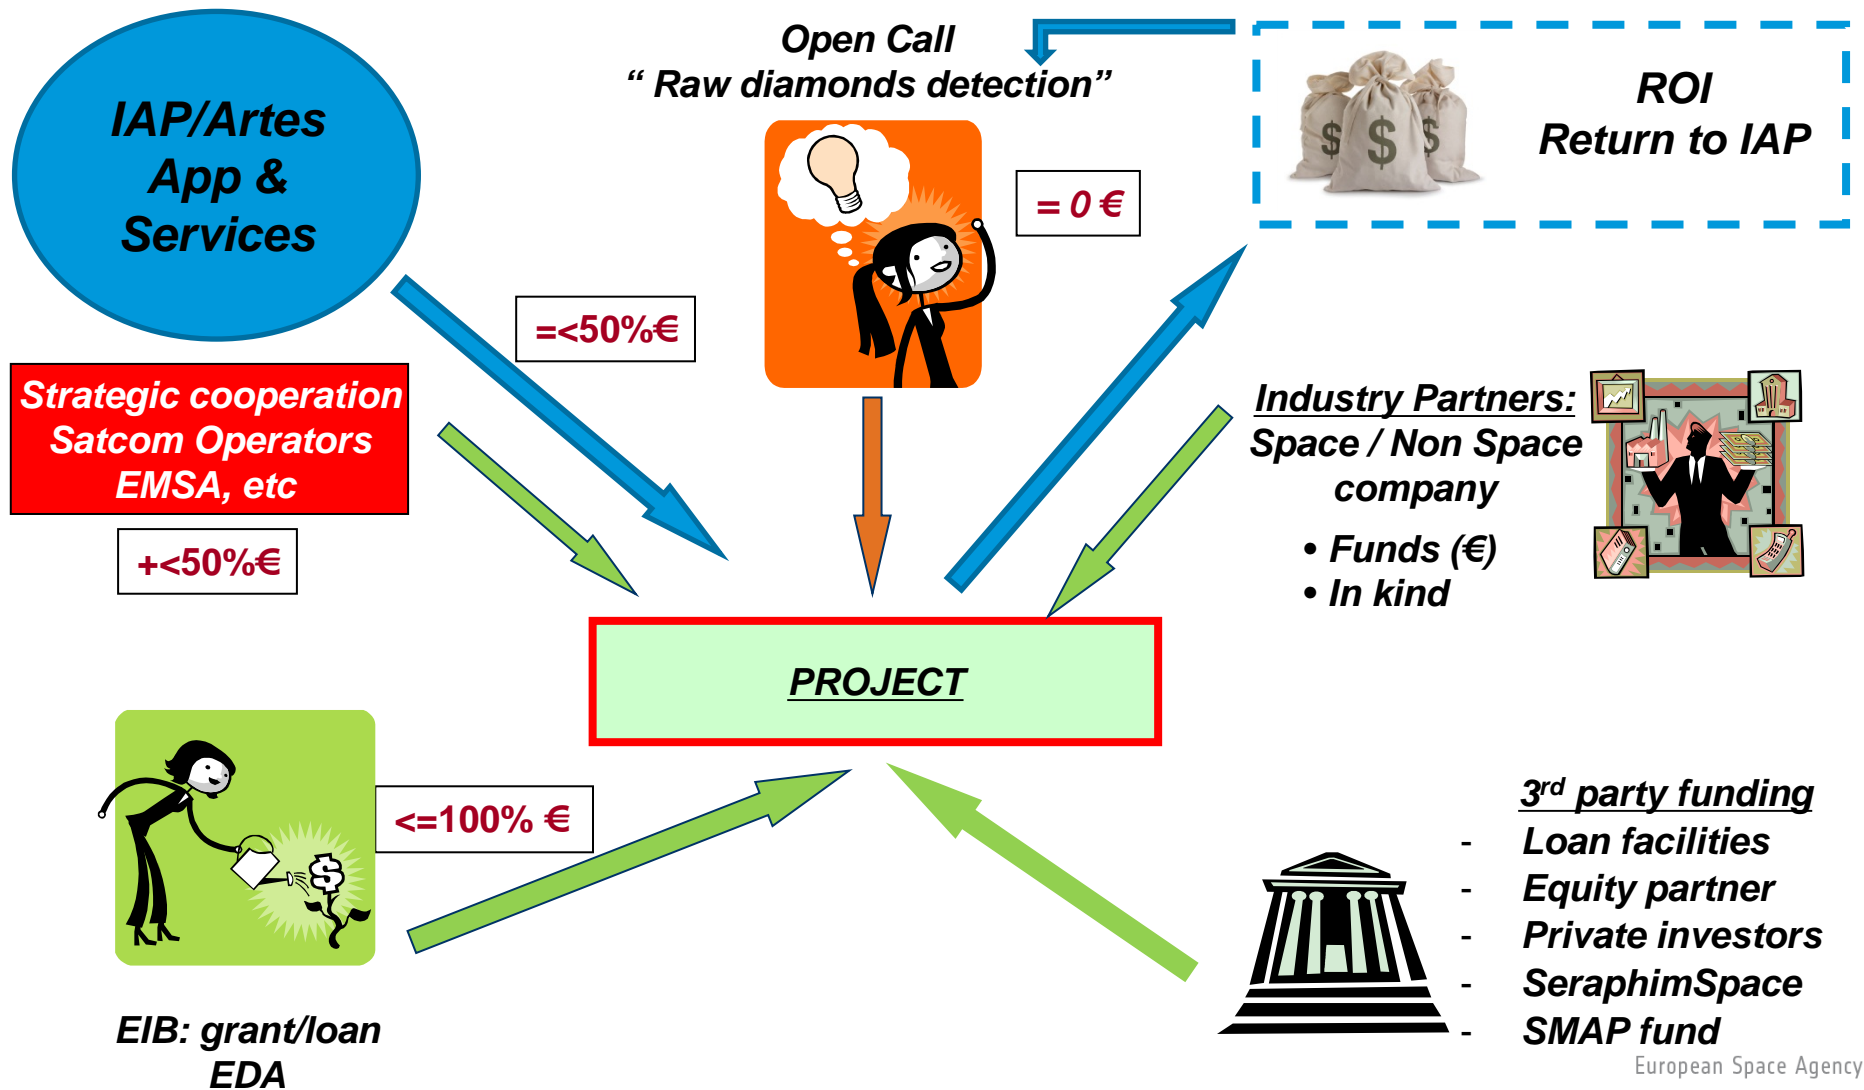 IAP/Artes
App &
Services
Open Call
“ Raw diamonds detection”
= 0 €
$
$
$
ROI
Return to IAP
=<50%€
Strategic cooperation
Satcom Operators
EMSA, etc
+<50%€
Industry Partners:
Space / Non Space
company
• Funds (€)
• In kind
PROJECT
<=100% €
$
EIB: grant/loan
EDA
3rd party funding
- Loan facilities
- Equity partner
- Private investors
- SeraphimSpace
- SMAP fund
European Space Agency